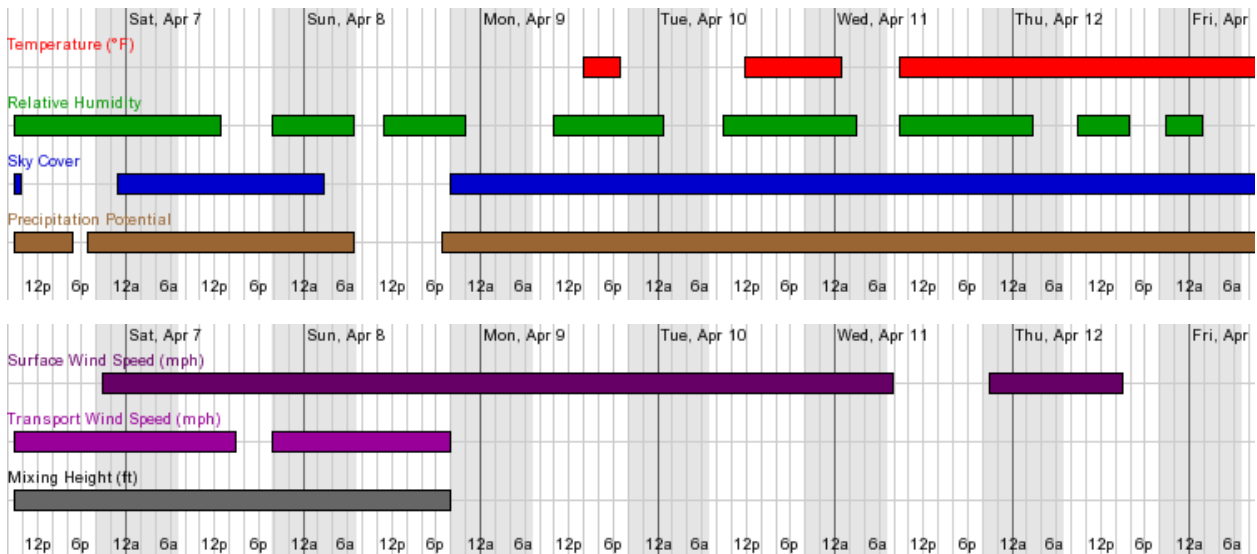 Sat, Apr 7 Sun, Apr 8 Mon, Apr 9 Tue, Apr 10 Wed, Apr 11 Thu, Apr 12 Fri, Apr
Temperature (°F)
Relative Humidity
Sky Cover
Precipitation Potential
12p 6p 12a 6a 12p 6p 12a 6a 12p 6p 12a 6a 12p 6p 12a 6a 12p 6p 12a 6a 12p 6p 12a 6a 12p 6p 12a 6a
Sat, Apr 7 Sun, Apr 8 Mon, Apr 9 Tue, Apr 10 Wed, Apr 11 Thu, Apr 12 Fri, Apr
Surface Wind Speed (mph)
Transport Wind Speed (mph)
Mixing Height (ft)
12p 6p 12a 6a 12p 6p 12a 6a 12p 6p 12a 6a 12p 6p 12a 6a 12p 6p 12a 6a 12p 6p 12a 6a 12p 6p 12a 6a